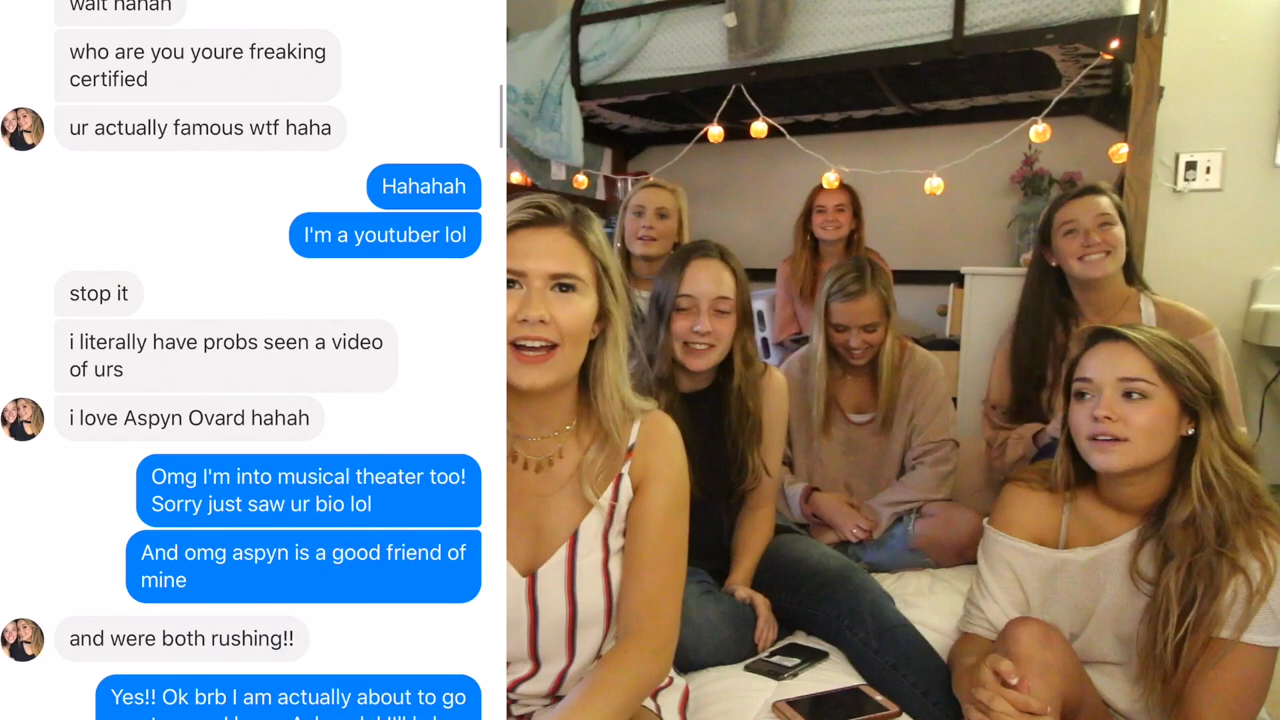 wait hahah
who are you youre freaking
certified
ur actually famous wtf haha
Hahahah
I'm a youtuber lol
stop it
i literally have probs seen a video
of urs
i love Aspyn Ovard hahah
Omg I'm into musical theater too!
Sorry just saw ur bio lol
And omg aspyn is a good friend of
mine
and were both rushing!!
Yes!! Ok brb I am actually about to go